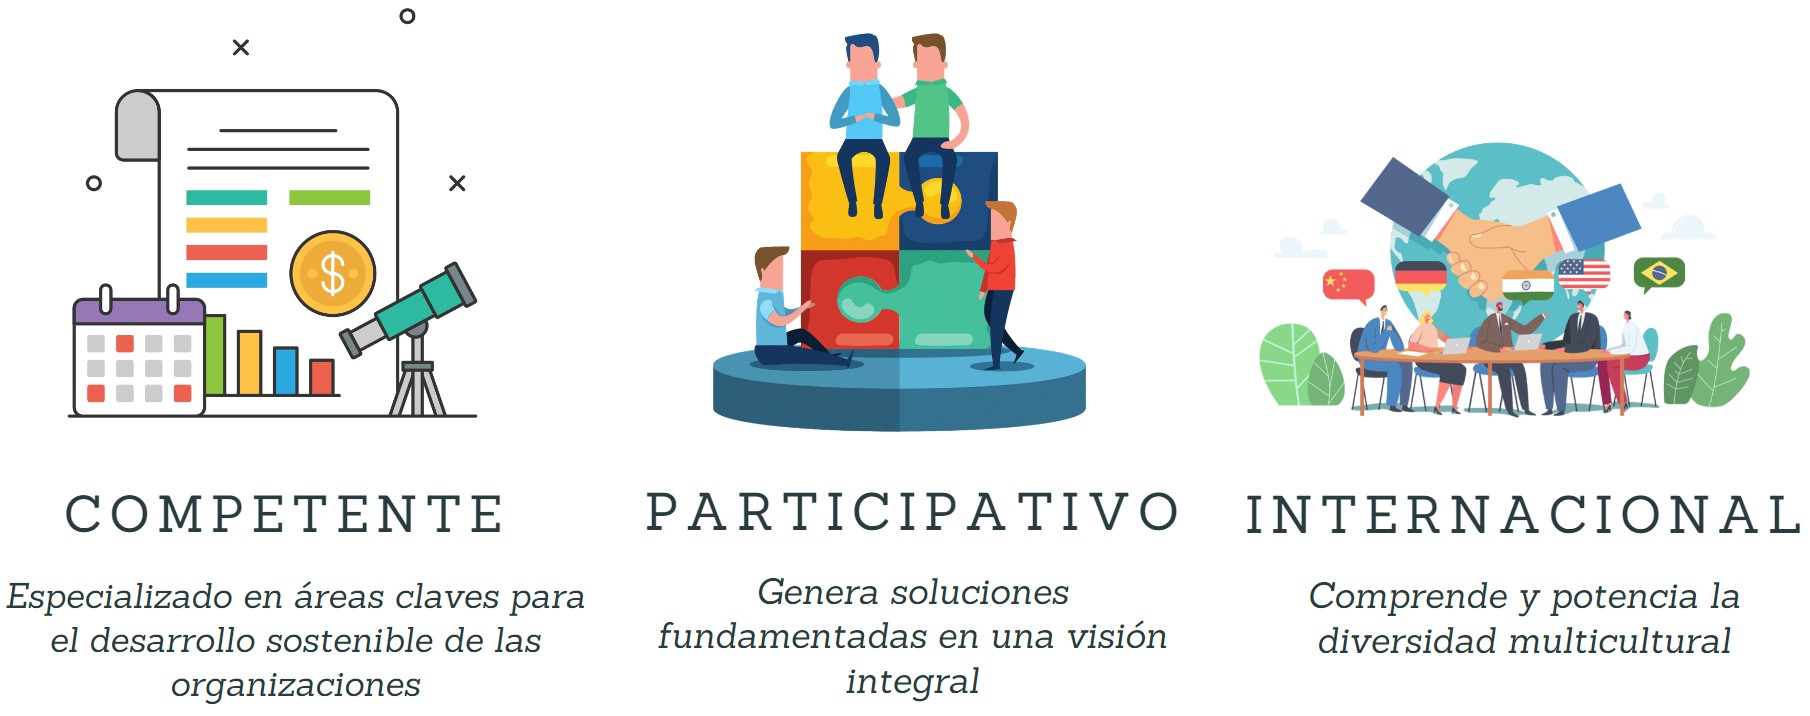 $
COMPETENTE
Especializado en áreas claves para
el desarrollo sostenible de las
organizaciones
PARTICIPATIVO
Genera soluciones
fundamentadas en una visión
integral
INTERNACIONAL
Comprende y potencia la
diversidad multicultural